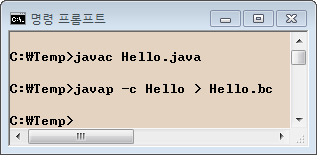 명령 프롬프트
C:₩Temp>javac Hello.java
C:₩Temp>javap -c Hello > Hello.bc
C:₩Temp>